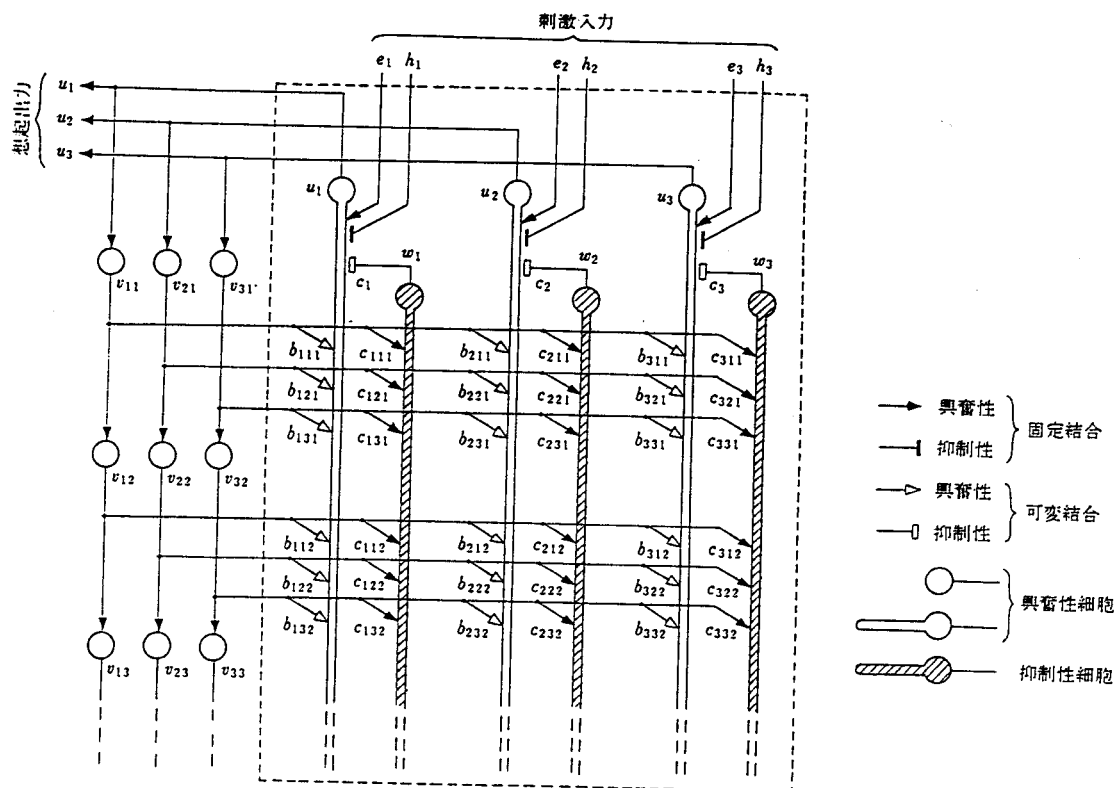 刺激入力
e1 h1 e2 h2 e3 h3
想起出力
u1
u2
u3
u1 u2 u3
w1 w2 w3
c1 c2 c3
v11 v21 v31
b111 c111 b211 c211 b311 c311
b121 c121 b221 c221 b321 c321
b131 c131 b231 c231 b331 c331
v12 v22 v32
b112 c112 b212 c212 b312 c312
b122 c122 b222 c222 b322 c322
b132 c132 b232 c232 b332 c332
v13 v23 v33
興奮性
抑制性
固定結合
興奮性
抑制性
可変結合
興奮性細胞
抑制性細胞